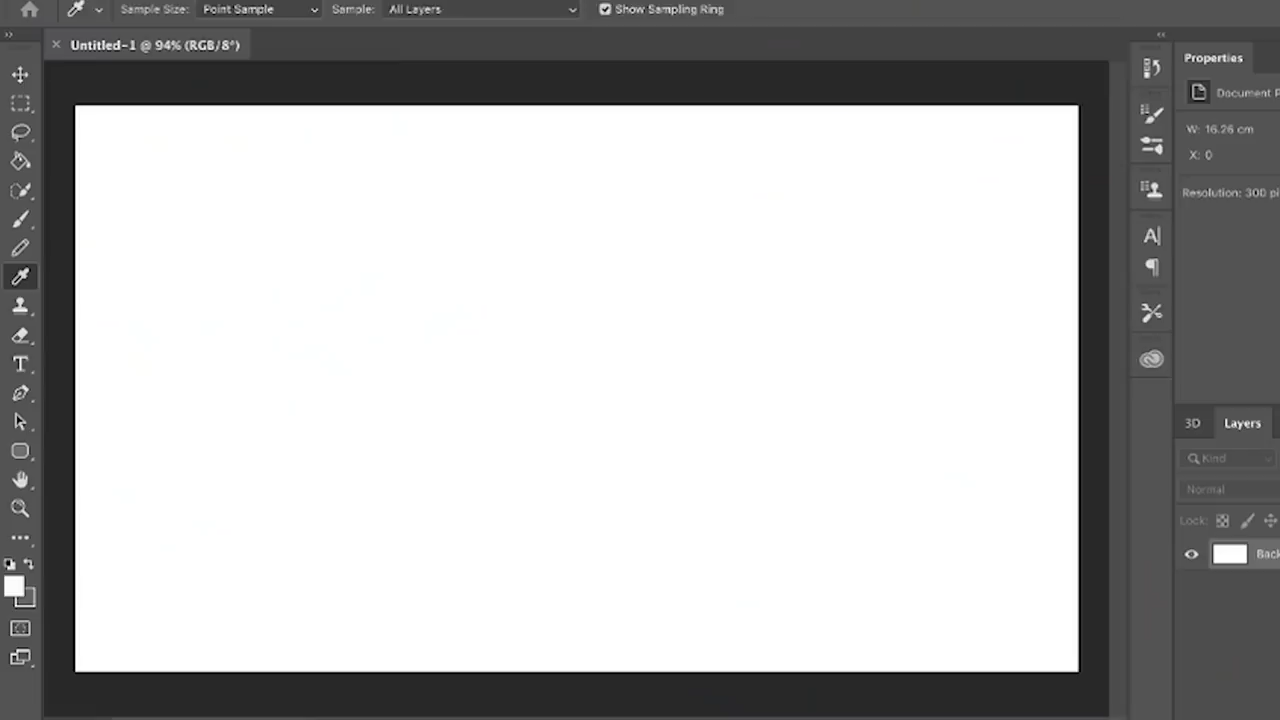 Sample Size: Point Sample Sample: All Layers Show Sampling Ring
Untitled-1 @ 94% (RGB/8*)
Properties
Document P
W: 16.26 cm
X: 0
Resolution: 300 pi
3D Layers
Kind
Normal
Lock:
Back